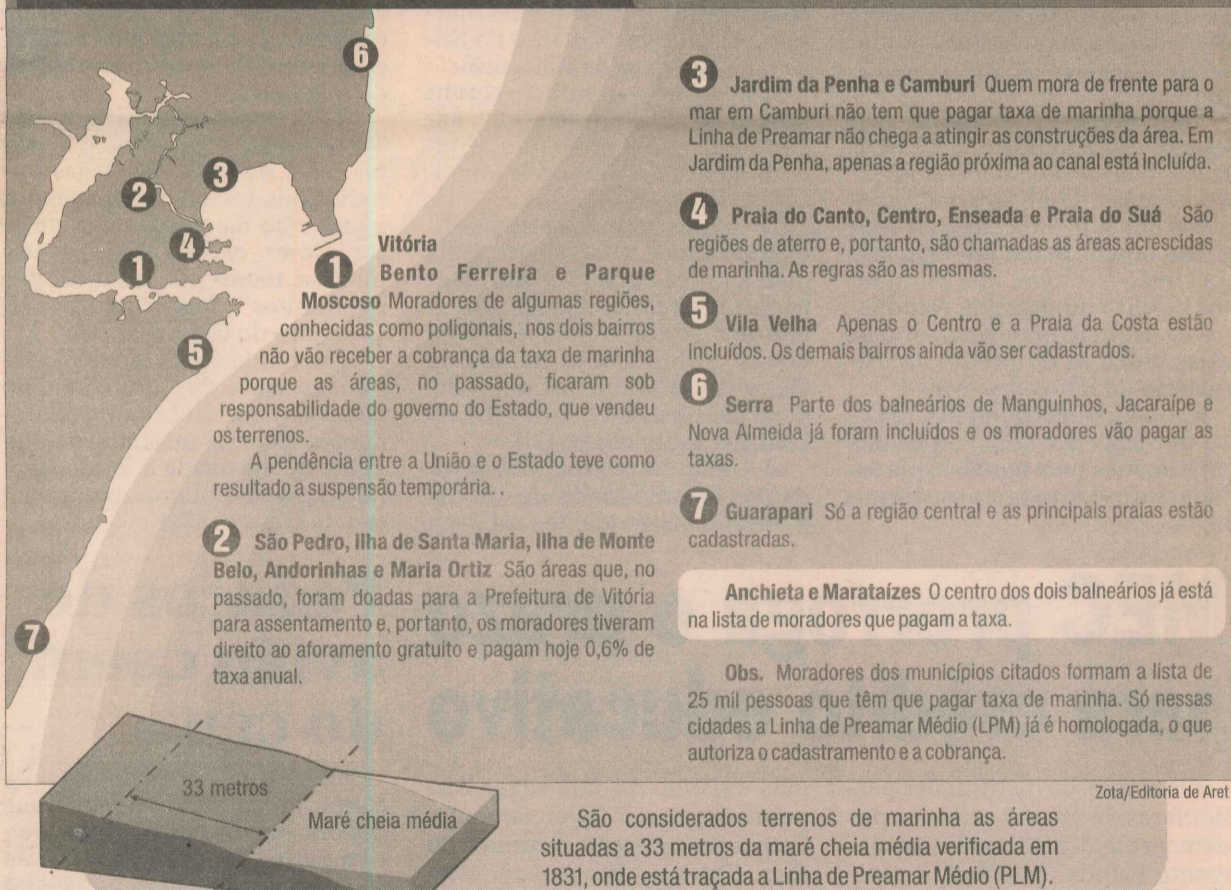 6
3
2
4
1
5
7
Vitória
1 Bento Ferreira e Parque
Moscoso Moradores de algumas regiões,
conhecidas como poligonais, nos dois bairros
não vão receber a cobrança da taxa de marinha
porque as áreas, no passado, ficaram sob
responsabilidade do governo do Estado, que vendeu
os terrenos.
A pendência entre a União e o Estado teve como
resultado a suspensão temporária. .
2 São Pedro, Ilha de Santa Maria, Ilha de Monte
Belo, Andorinhas e Maria Ortiz São áreas que, no
passado, foram doadas para a Prefeitura de Vitória
para assentamento e, portanto, os moradores tiveram
direito ao aforamento gratuito e pagam hoje 0,6% de
taxa anual.
3 Jardim da Penha e Camburi Quem mora de frente para o
mar em Camburi não tem que pagar taxa de marinha porque a
Linha de Preamar não chega a atingir as construções da área. Em
Jardim da Penha, apenas a região próxima ao canal está incluída.
4 Praia do Canto, Centro, Enseada e Praia do Suá São
regiões de aterro e, portanto, são chamadas as áreas acrescidas
de marinha. As regras são as mesmas.
5 Vila Velha Apenas o Centro e a Praia da Costa estão
incluídos. Os demais bairros ainda vão ser cadastrados.
6 Serra Parte dos balneários de Manguinhos, Jacaraípe e
Nova Almeida já foram incluídos e os moradores vão pagar as
taxas.
7 Guarapari Só a região central e as principais praias estão
cadastradas.
Anchieta e Marataízes O centro dos dois balneários já está
na lista de moradores que pagam a taxa.
Obs. Moradores dos municípios citados formam a lista de
25 mil pessoas que têm que pagar taxa de marinha. Só nessas
cidades a Linha de Preamar Médio (LPM) já é homologada, o que
autoriza o cadastramento e a cobrança.
Zota/Editoria de Aret
33 metros
Maré cheia média
São considerados terrenos de marinha as áreas
situadas a 33 metros da maré cheia média verificada em
1831, onde está traçada a Linha de Preamar Médio (PLM).